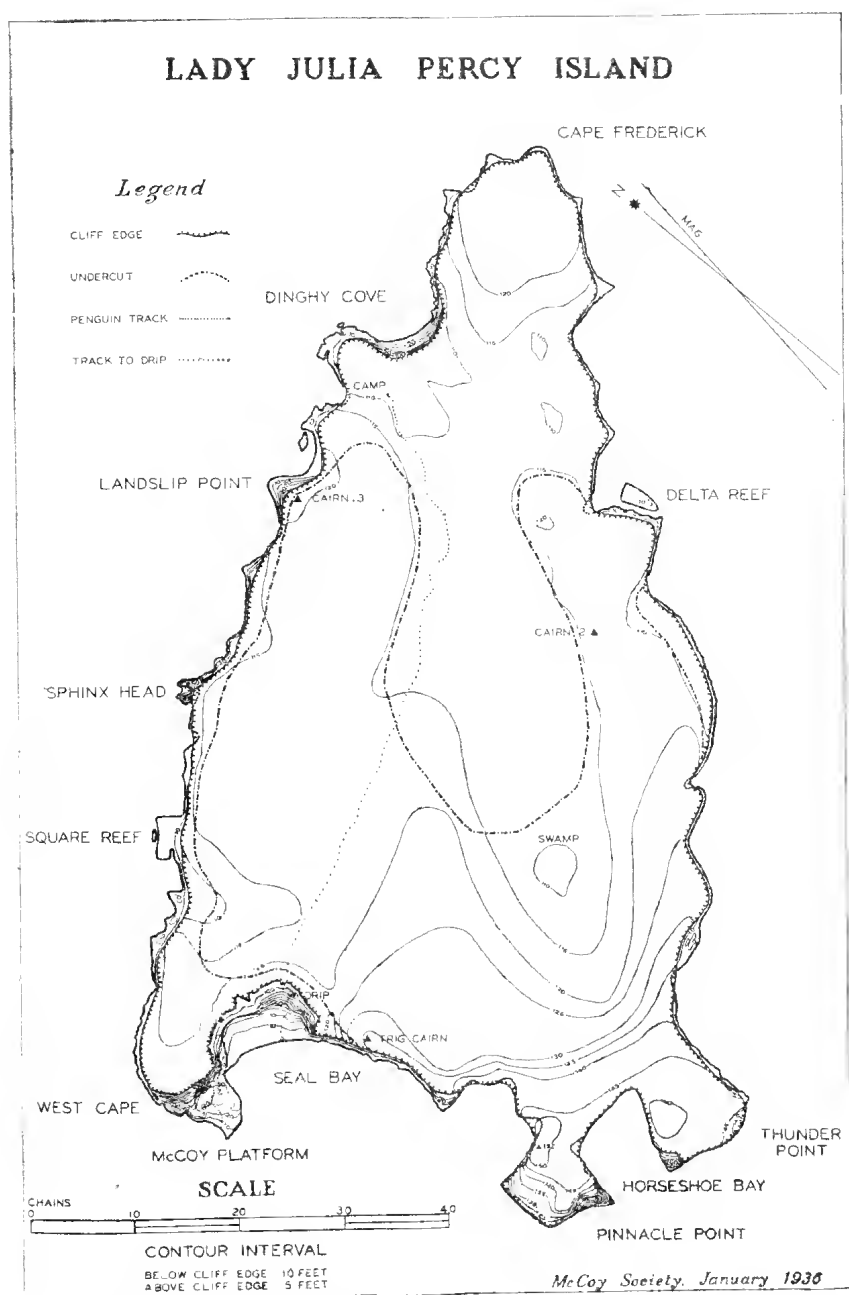 LADY JULIA PERCY ISLAND
CAPE FREDERICK
Legend
N
MAG
CLIFF EDGE
UNDERCUT
PENGUIN TRACK
TRACK TO DRIP
DINGHY COVE
CAMP
LANDSLIP POINT
CAIRN.3
DELTA REEF
CAIRN.2
SPHINX HEAD
SQUARE REEF
SWAMP
DRIP
TRIG CAIRN
SEAL BAY
WEST CAPE
McCOY PLATFORM
THUNDER
POINT
HORSESHOE BAY
PINNACLE POINT
SCALE
CHAINS
0 10 20 30 40
CONTOUR INTERVAL
BELOW CLIFF EDGE 10 FEET
ABOVE CLIFF EDGE 5 FEET
McCoy Society, January 1936